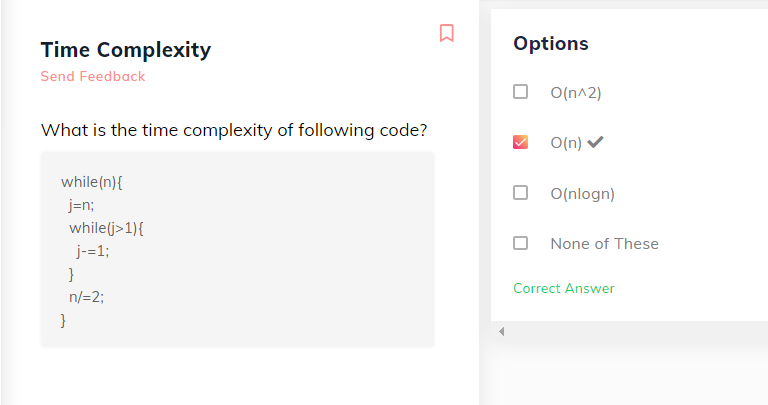 Time Complexity
Send Feedback
What is the time complexity of following code?
while(n){
j=n;
while(j>1){
j-=1;
}
n/=2;
}
Options
O(n^2)
O(n)
O(nlogn)
None of These
Correct Answer